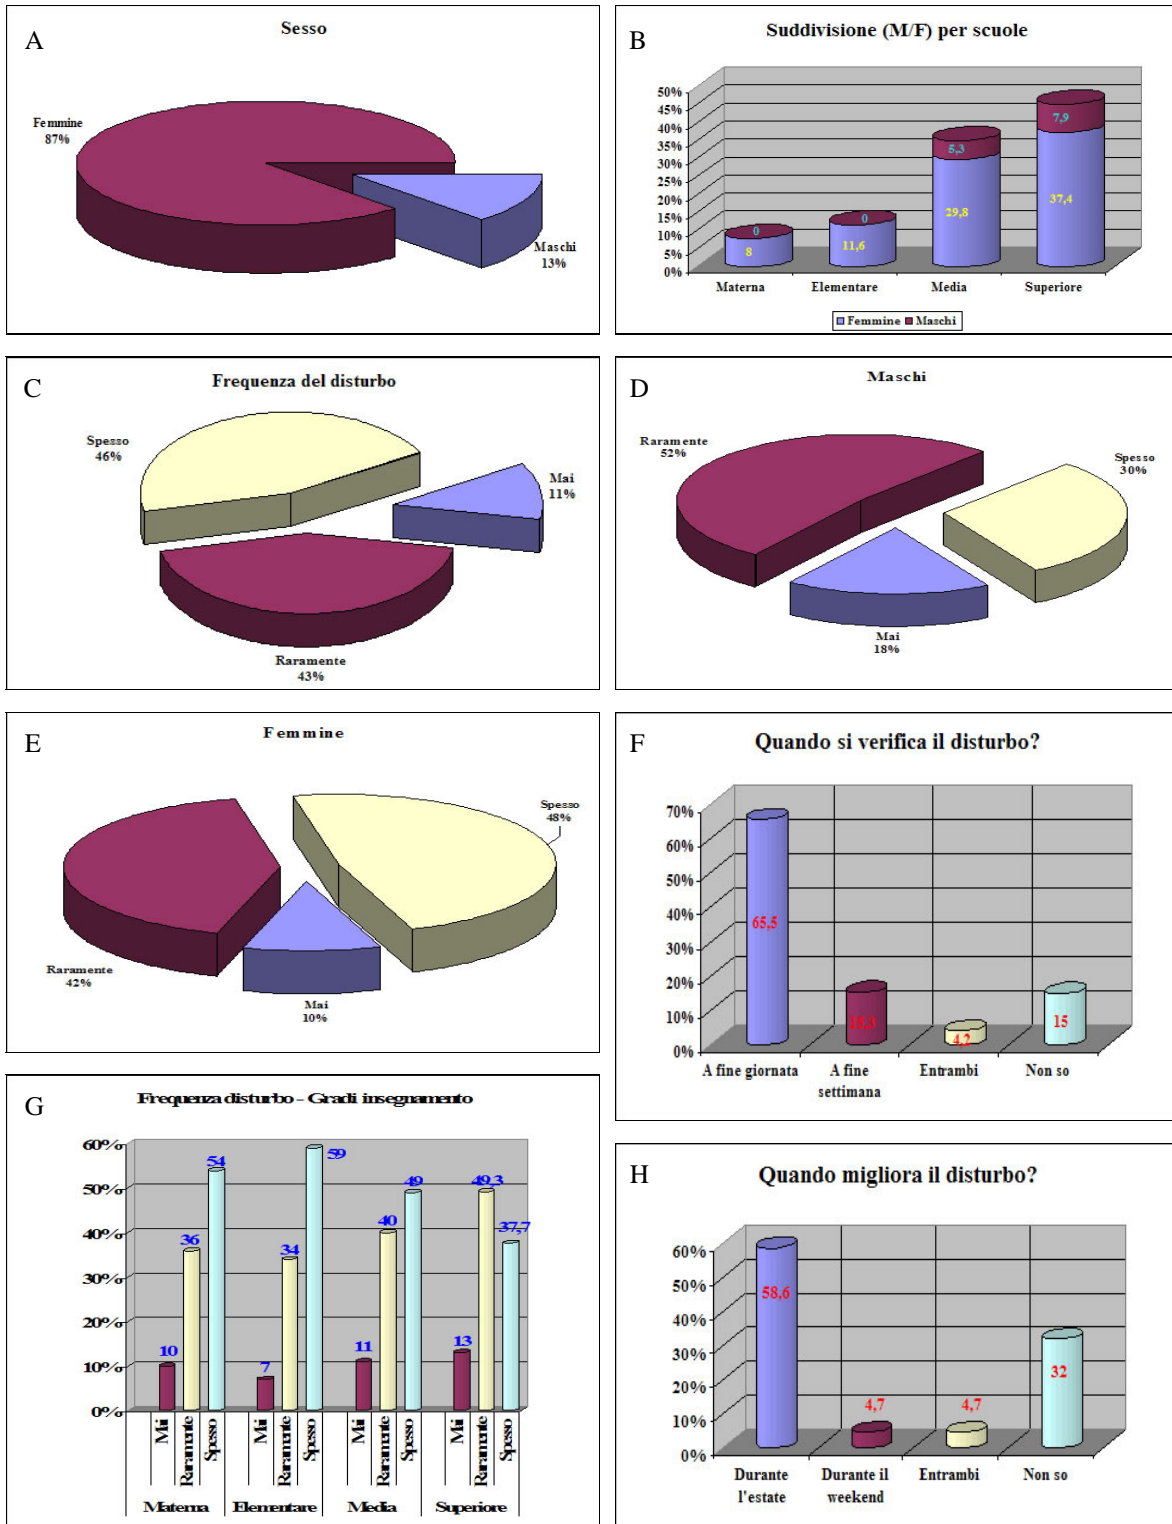 A
Sesso
Femmine
87%
Maschi
13%
B
Suddivisione (M/F) per scuole
50%
45%
40%
35%
30%
25%
20%
15%
10%
5%
0%
0
8
0
11,6
5,3
29,8
7,9
37,4
Materna
Elementare
Media
Superiore
Femmine
Maschi
C
Frequenza del disturbo
Spesso
46%
Mai
11%
Raramente
43%
D
Maschi
Raramente
52%
Spesso
30%
Mai
18%
E
Femmine
Spesso
48%
Raramente
42%
Mai
10%
F
Quando si verifica il disturbo?
70%
60%
50%
40%
30%
20%
10%
0%
65,5
15,3
4,2
15
A fine giornata
A fine
settimana
Entrambi
Non so
G
Frequenza disturbo - Gradi insegnamento
60%
50%
40%
30%
20%
10%
0%
10
36
54
7
34
59
11
40
49
13
49,3
37,7
Mai
Raramente
Spesso
Mai
Raramente
Spesso
Mai
Raramente
Spesso
Mai
Raramente
Spesso
Materna
Elementare
Media
Superiore
H
Quando migliora il disturbo?
60%
50%
40%
30%
20%
10%
0%
58,6
4,7
4,7
32
Durante
l'estate
Durante il
weekend
Entrambi
Non so